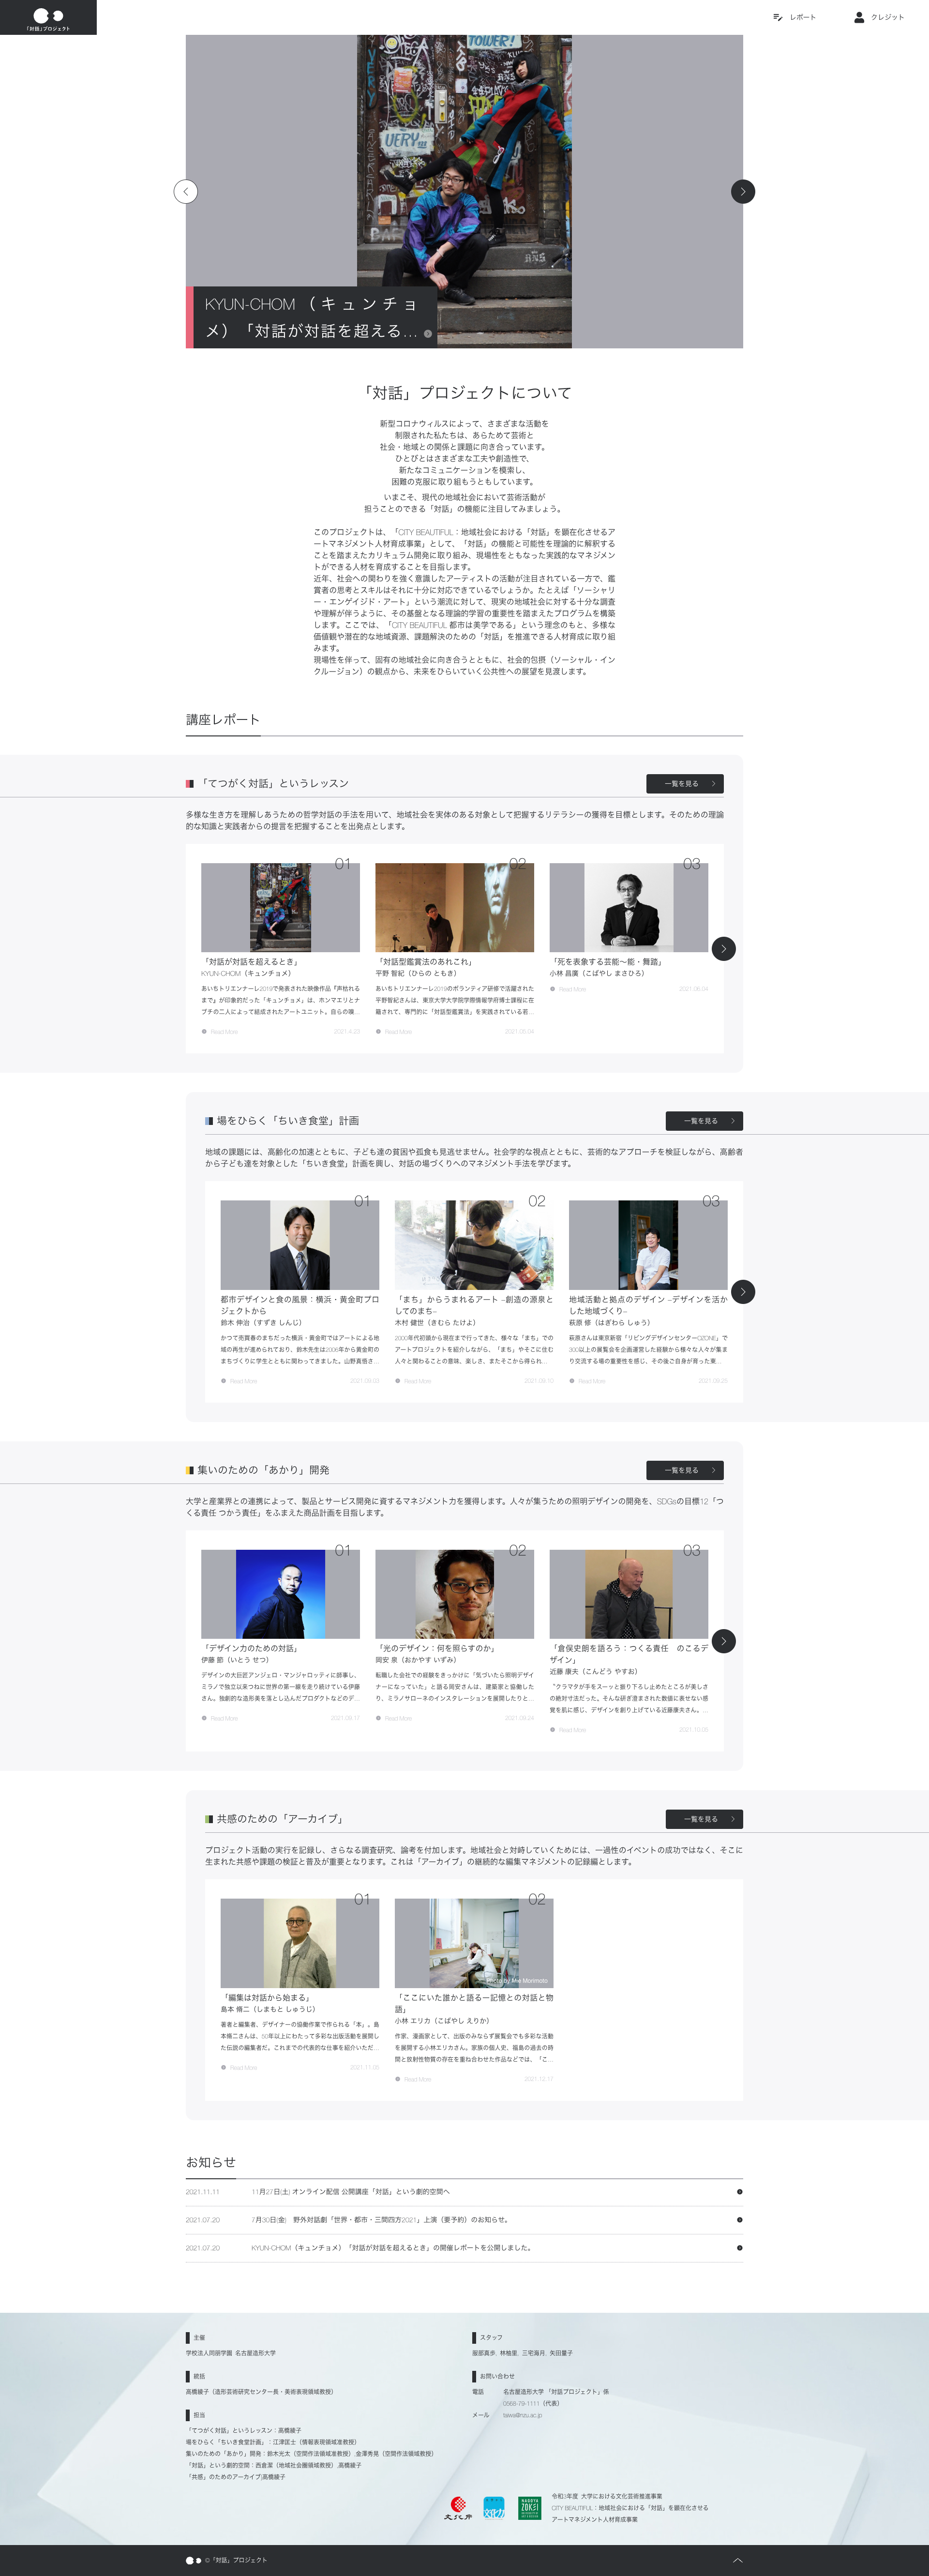 「対話」プロジェクト
レポート
クレジット
TOWER!
VERY
VERY!!!
KYUN-CHOM（キュンチョ
メ）「対話が対話を超える…
「対話」プロジェクトについて
新型コロナウィルスによって、さまざまな活動を
制限された私たちは、あらためて芸術と
社会・地域との関係と課題に向き合っています。
ひとびとはさまざまな工夫や創造性で、
新たなコミュニケーションを模索し、
困難の克服に取り組もうともしています。
いまこそ、現代の地域社会において芸術活動が
担うことのできる「対話」の機能に注目してみましょう。
このプロジェクトは、「CITY BEAUTIFUL：地域社会における「対話」を顕在化させるア
ートマネジメント人材育成事業」として、「対話」の機能と可能性を理論的に解釈する
ことを踏まえたカリキュラム開発に取り組み、現場性をともなった実践的なマネジメン
トができる人材を育成することを目指します。
近年、社会への関わりを強く意識したアーティストの活動が注目されている一方で、鑑
賞者の思考とスキルはそれに十分に対応できているでしょうか。たとえば「ソーシャリ
ー・エンゲイジド・アート」という潮流に対して、現実の地域社会に対する十分な調査
や理解が伴うように、その基盤となる理論的学習の重要性を踏まえたプログラムを構築
します。ここでは、「CITY BEAUTIFUL 都市は美学である」という理念のもと、多様な
価値観や潜在的な地域資源、課題解決のための「対話」を推進できる人材育成に取り組
みます。
現場性を伴って、固有の地域社会に向き合うとともに、社会的包摂（ソーシャル・イン
クルージョン）の観点から、未来をひらいていく公共性への展望を見渡します。
講座レポート
「てつがく対話」というレッスン
一覧を見る
多様な生き方を理解しあうための哲学対話の手法を用いて、地域社会を実体のある対象として把握するリテラシーの獲得を目標とします。そのための理論
的な知識と実践者からの提言を把握することを出発点とします。
01
「対話が対話を超えるとき」
KYUN-CHOM（キュンチョメ）
あいちトリエンナーレ2019で発表された映像作品『声枯れる
まで』が印象的だった「キュンチョメ」は、ホンマエリとナ
ブチの二人によって結成されたアートユニット。自らの嘆…
Read More
2021.4.23
02
「対話型鑑賞法のあれこれ」
平野 智紀（ひらの ともき）
あいちトリエンナーレ2019のボランティア研修で活躍された
平野智紀さんは、東京大学大学院学際情報学府博士課程に在
籍されて、専門的に「対話型鑑賞法」を実践されている若…
Read More
2021.06.04
03
「死を表象する芸能〜能・舞踏」
小林 昌廣（こばやし まさひろ）
Read More
2021.06.04
場をひらく「ちいき食堂」計画
一覧を見る
地域の課題には、高齢化の加速とともに、子ども達の貧困や孤食も見逃せません。社会学的な視点とともに、芸術的なアプローチを検証しながら、高齢者
から子ども達を対象とした「ちいき食堂」計画を興し、対話の場づくりへのマネジメント手法を学びます。
01
都市デザインと食の風景：横浜・黄金町プロ
ジェクトから
鈴木 伸治（すずき しんじ）
かつて売買春のまちだった横浜・黄金町ではアートによる地
域の再生が進められており、鈴木先生は2006年から黄金町の
まちづくりに学生とともに関わってきました。山野真悟さ…
Read More
2021.09.03
02
「まち」からうまれるアート −創造の源泉と
してのまち−
木村 健世（きむら たけよ）
2000年代初頭から現在まで行ってきた、様々な「まち」での
アートプロジェクトを紹介しながら、「まち」やそこに住む
人々と関わることの意味、楽しさ、またそこから得られ…
Read More
2021.09.10
03
地域活動と拠点のデザイン −デザインを活か
した地域づくり−
萩原 修（はぎわら しゅう）
萩原さんは東京新宿「リビングデザインセンターOZONE」で
300以上の展覧会を企画運営した経験から様々な人々が集ま
り交流する場の重要性を感じ、その後ご自身が育った東…
Read More
集いのための「あかり」開発
一覧を見る
大学と産業界との連携によって、製品とサービス開発に資するマネジメント力を獲得します。人々が集うための照明デザインの開発を、SDGsの目標12「つ
くる責任 つかう責任」をふまえた商品計画を目指します。
01
「デザイン力のための対話」
伊藤 節（いとう せつ）
デザインの大巨匠アンジェロ・マンジャロッティに師事し、
ミラノで独立以来つねに世界の第一線を走り続けている伊藤
さん。独創的な造形美を落とし込んだプロダクトなどのデ…
Read More
2021.09.17
02
「光のデザイン：何を照らすのか」
岡安 泉（おかやす いずみ）
転職した会社での経験をきっかけに「気づいたら照明デザイ
ナーになっていた」と語る岡安さんは、建築家と協働した
り、ミラノサローネのインスタレーションを展開したりと…
Read More
2021.09.24
03
「倉俣史朗を語ろう：つくる責任　のこるデ
ザイン」
近藤 康夫（こんどう やすお）
〝クラマタが手をスーッと振り下ろし止めたところが美しさ
の絶対寸法だった。そんな研ぎ澄まされた数値に表せない感
覚を肌に感じ、デザインを創り上げている近藤康夫さん。…
Read More
共感のための「アーカイブ」
一覧を見る
プロジェクト活動の実行を記録し、さらなる調査研究、論考を付加します。地域社会と対峙していくためには、一過性のイベントの成功ではなく、そこに
生まれた共感や課題の検証と普及が重要となります。これは「アーカイブ」の継続的な編集マネジメントの記録編とします。
01
「編集は対話から始まる」
島本 脩二（しまもと しゅうじ）
著者と編集者、デザイナーの協働作業で作られる「本」。島
本脩二さんは、50年以上にわたって多彩な出版活動を展開し
た伝説の編集者だ。これまでの代表的な仕事を紹介いただ…
Read More
2021.11.05
02
Photo by Mie Morimoto
「ここにいた誰かと語るー記憶との対話と物
語」
小林 エリカ（こばやし えりか）
作家、漫画家として、出版のみならず展覧会でも多彩な活動
を展開する小林エリカさん。家族の個人史、福島の過去の時
間と放射性物質の存在を重ね合わせた作品などでは、「こ…
Read More
2021.12.17
お知らせ
2021.11.11
11月27日(土) オンライン配信 公開講座「対話」という劇的空間へ
2021.07.20
7月30日(金)　野外対話劇「世界・都市・三間四方2021」上演（要予約）のお知らせ。
2021.07.20
KYUN-CHOM（キュンチョメ）「対話が対話を超えるとき」の開催レポートを公開しました。
主催
学校法人同朋学園 名古屋造形大学
統括
高橋綾子（造形芸術研究センター長・美術表現領域教授）
担当
「てつがく対話」というレッスン：高橋綾子
場をひらく「ちいき食堂計画」：江津匡士（情報表現領域准教授）
集いのための「あかり」開発：鈴木光太（空間作法領域准教授）,金澤秀晃（空間作法領域教授）
「対話」という劇的空間：西倉潔（地域社会圏領域教授）,高橋綾子
「共感」のためのアーカイブ|高橋綾子
スタッフ
服部真歩, 林柚里, 三宅海月, 矢田量子
お問い合わせ
電話
名古屋造形大学 「対話プロジェクト」係
0568-79-1111（代表）
メール
taiwa@nzu.ac.jp
文化庁
NAGOYA
ZOKEI
令和3年度 大学における文化芸術推進事業
CITY BEAUTIFUL：地域社会における「対話」を顕在化させる
アートマネジメント人材育成事業
©「対話」プロジェクト